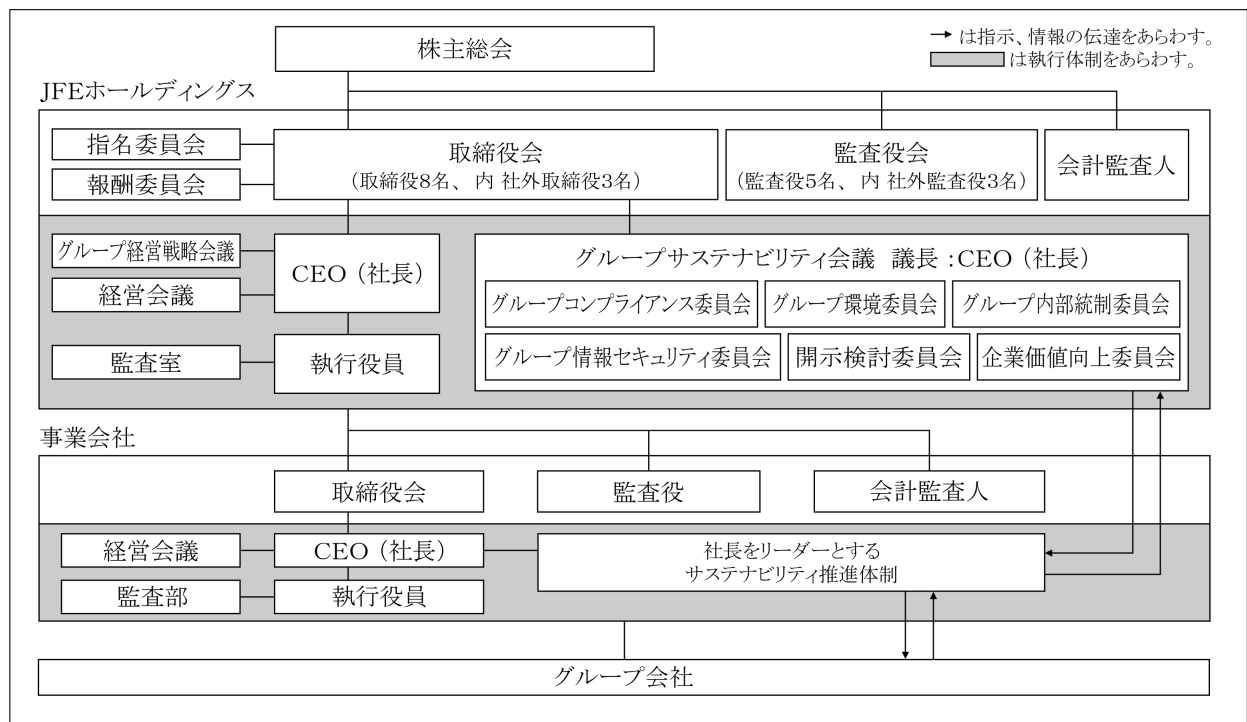 株主総会
→ は指示、情報の伝達をあらわす。
は執行体制をあらわす。
JFEホールディングス
指名委員会
報酬委員会
取締役会
(取締役8名、内 社外取締役3名)
監査役会
(監査役5名、内 社外監査役3名)
会計監査人
グループ経営戦略会議
経営会議
監査室
CEO(社長)
執行役員
グループサステナビリティ会議 議長:CEO(社長)
グループコンプライアンス委員会
グループ環境委員会
グループ内部統制委員会
グループ情報セキュリティ委員会
開示検討委員会
企業価値向上委員会
事業会社
取締役会
監査役
会計監査人
経営会議
CEO(社長)
社長をリーダーとする
サステナビリティ推進体制
監査部
執行役員
グループ会社